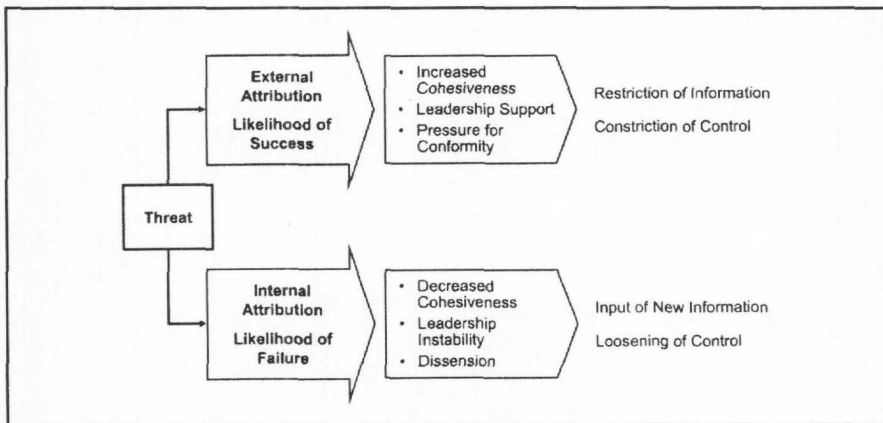 Threat
External
Attribution
Likelihood of
Success
• Increased
Cohesiveness
• Leadership Support
• Pressure for
Conformity
Restriction of Information
Constriction of Control
Internal
Attribution
Likelihood of
Failure
• Decreased
Cohesiveness
• Leadership
Instability
• Dissension
Input of New Information
Loosening of Control